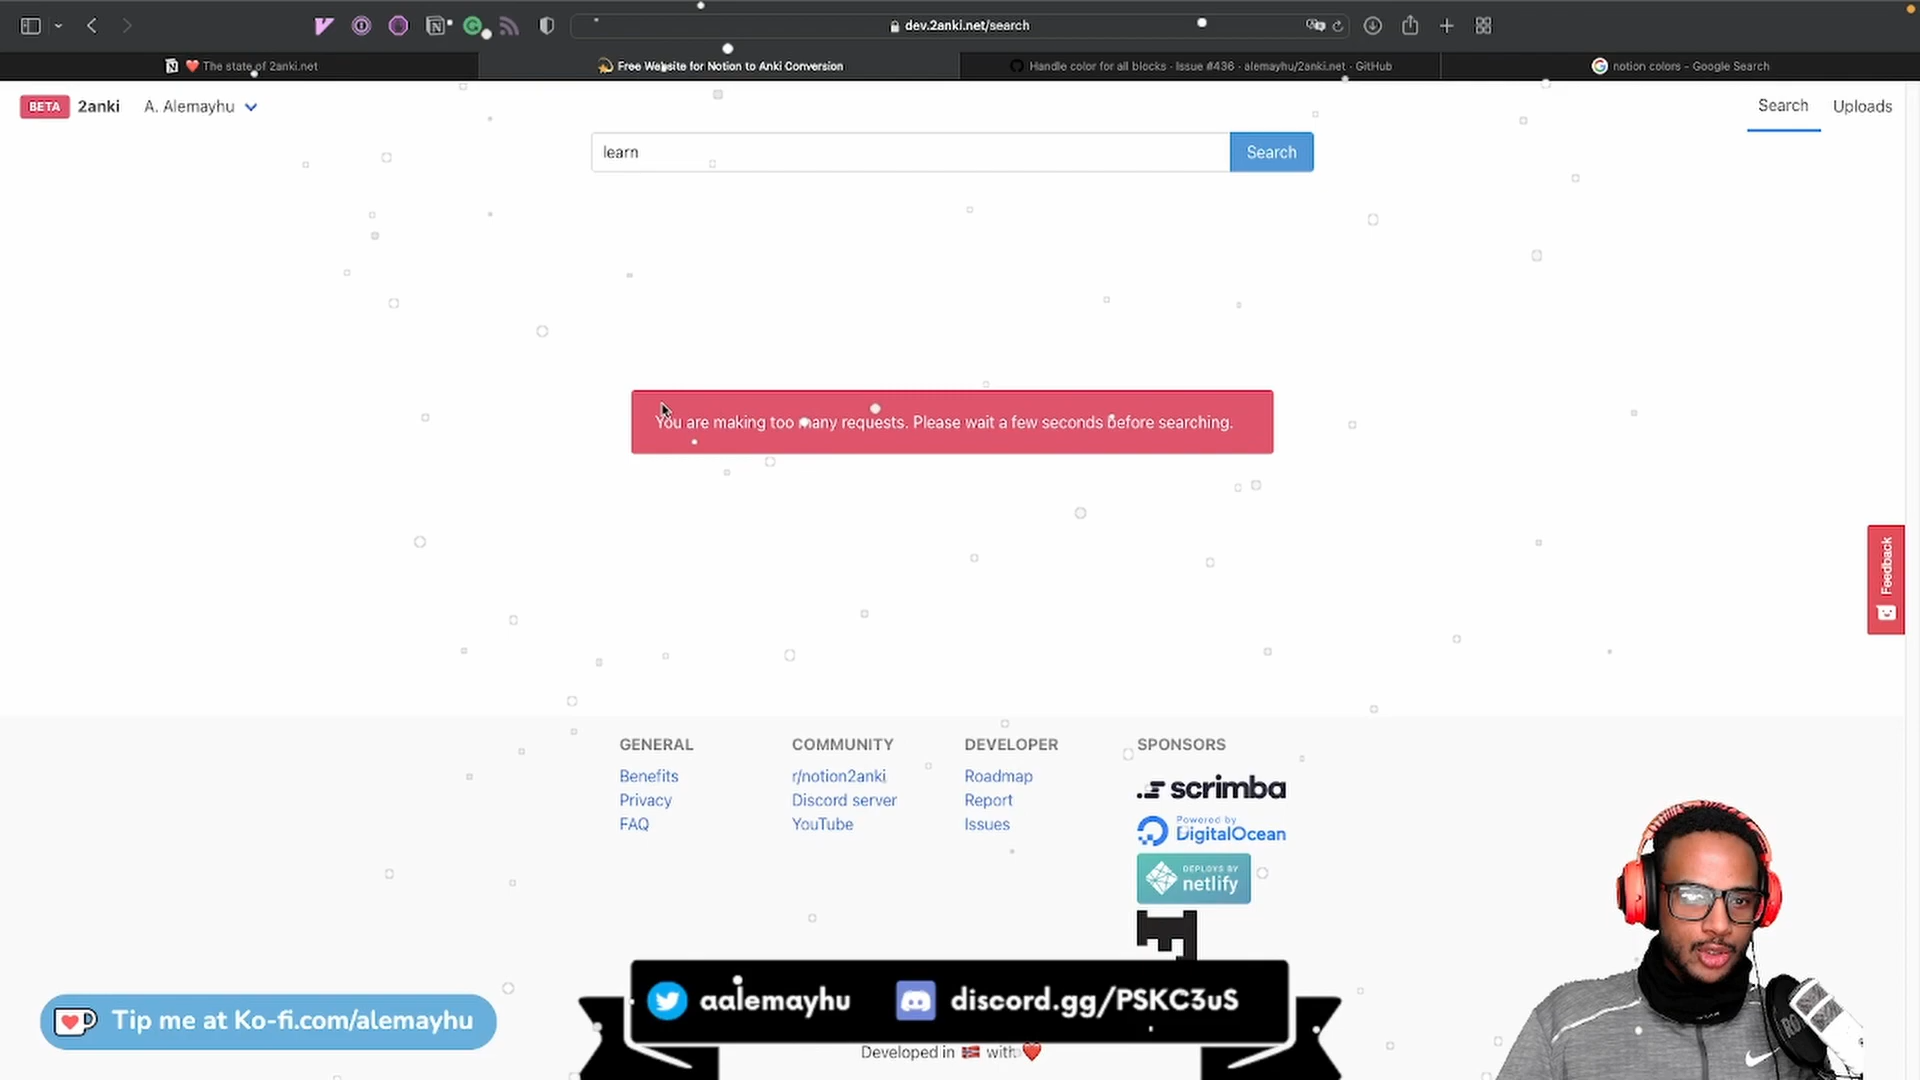 dev.2anki.net/search
The state of 2anki.net
Free Website for Notion to Anki Conversion
Handle color for all blocks · Issue #436 · alemayhu/2anki.net · GitHub
notion colors - Google Search
BETA 2anki A. Alemayhu
Search Uploads
learn
Search
You are making too many requests. Please wait a few seconds before searching.
Feedback
GENERAL
Benefits
Privacy
FAQ
COMMUNITY
r/notion2anki
Discord server
YouTube
DEVELOPER
Roadmap
Report
Issues
SPONSORS
scrimba
Powered by
DigitalOcean
DEPLOYS BY
netlify
aalemayhu discord.gg/PSKC3uS
Tip me at Ko-fi.com/alemayhu
Developed in 🇳🇴 with ❤️